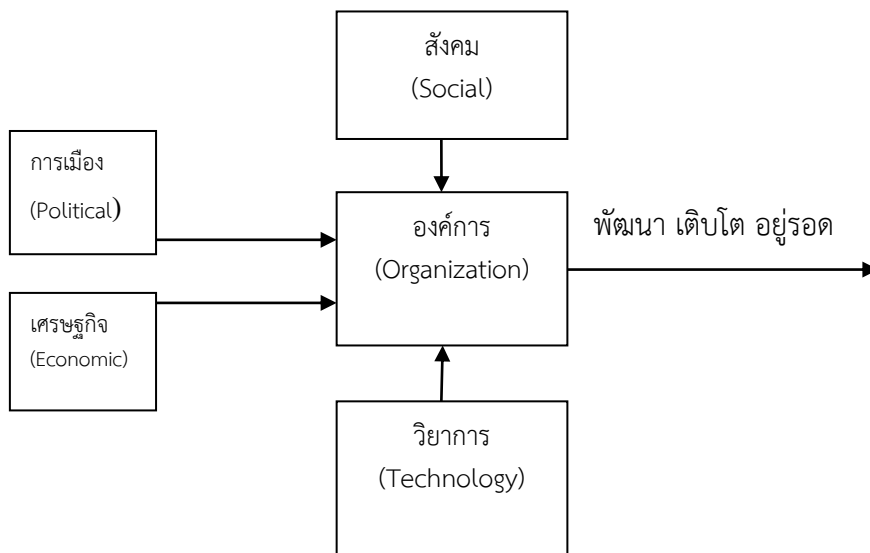 สังคม
(Social)
การเมือง
(Political)
องค์การ
(Organization)
พัฒนา เติบโต อยู่รอด
เศรษฐกิจ
(Economic)
วิยาการ
(Technology)